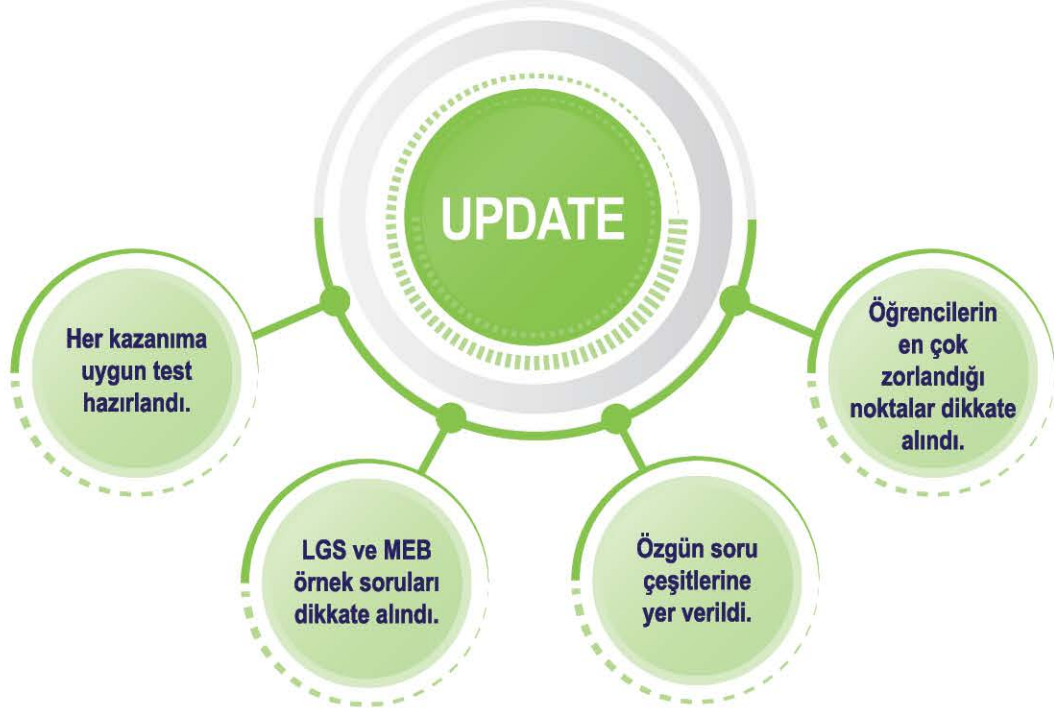 UPDATE
Her kazanıma
uygun test
hazırlandı.
LGS ve MEB
örnek soruları
dikkate alındı.
Özgün soru
çeşitlerine
yer verildi.
Öğrencilerin
en çok
zorlandığı
noktalar dikkate
alındı.